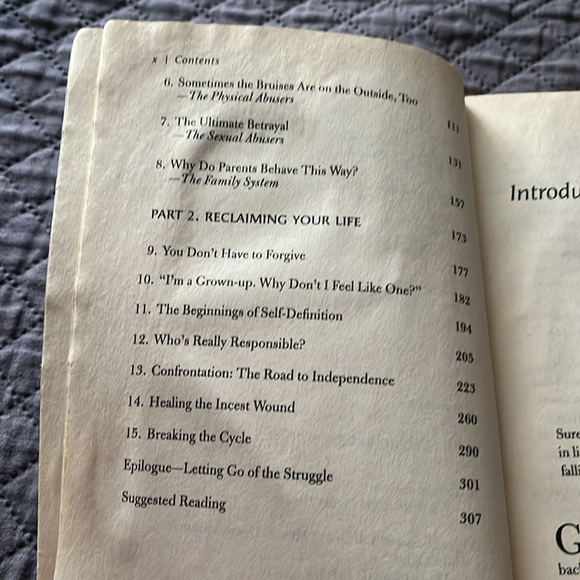 x | Contents
6. Sometimes the Bruises Are on the Outside, Too
—The Physical Abusers 111
7. The Ultimate Betrayal
—The Sexual Abusers 131
8. Why Do Parents Behave This Way?
—The Family System 157
PART 2. RECLAIMING YOUR LIFE 173
9. You Don't Have to Forgive 177
10. “I'm a Grown-up. Why Don't I Feel Like One?” 182
11. The Beginnings of Self-Definition 194
12. Who's Really Responsible? 205
13. Confrontation: The Road to Independence 223
14. Healing the Incest Wound 260
15. Breaking the Cycle 290
Epilogue—Letting Go of the Struggle 301
Suggested Reading 307
Introdu
Sure
in li
falli
G
bac